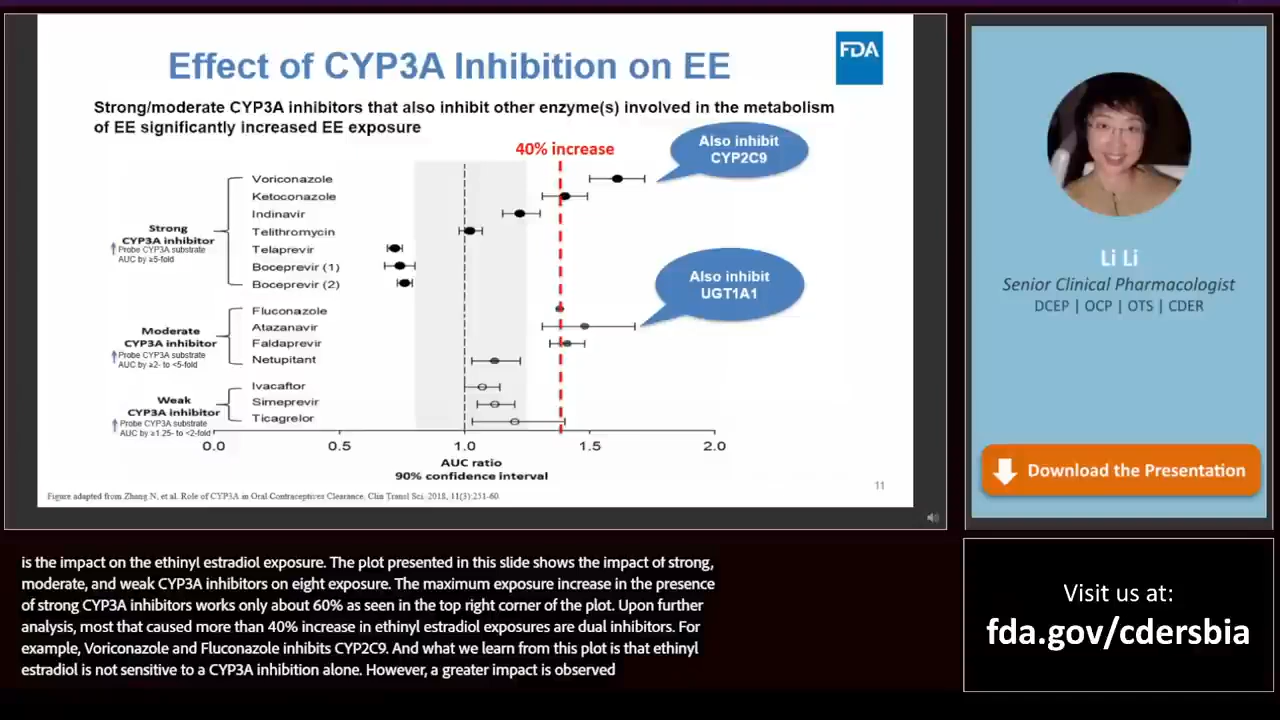 Effect of CYP3A Inhibition on EE
FDA
Strong/moderate CYP3A inhibitors that also inhibit other enzyme(s) involved in the metabolism
of EE significantly increased EE exposure
40% increase
Also inhibit
CYP2C9
Strong
CYP3A inhibitor
Probe CYP3A substrate
AUC by ≥5-fold
Voriconazole
Ketoconazole
Indinavir
Telithromycin
Telaprevir
Boceprevir (1)
Boceprevir (2)
Also inhibit
UGT1A1
Moderate
CYP3A inhibitor
Probe CYP3A substrate
AUC by ≥2- to <5-fold
Fluconazole
Atazanavir
Faldaprevir
Netupitant
Weak
CYP3A inhibitor
Probe CYP3A substrate
AUC by ≥1.25- to <2-fold
Ivacaflor
Simeprevir
Ticagrelor
0.0 0.5 1.0 1.5 2.0
AUC ratio
90% confidence interval
Figure adapted from Zhang N, et al. Role of CYP3A in Oral Contraceptives Clearance. Clin Transl Sci. 2018, 11(3):251-60.
11
Li Li
Senior Clinical Pharmacologist
DCEP | OCP | OTS | CDER
Download the Presentation
is the impact on the ethinyl estradiol exposure. The plot presented in this slide shows the impact of strong,
moderate, and weak CYP3A inhibitors on eight exposure. The maximum exposure increase in the presence
of strong CYP3A inhibitors works only about 60% as seen in the top right corner of the plot. Upon further
analysis, most that caused more than 40% increase in ethinyl estradiol exposures are dual inhibitors. For
example, Voriconazole and Fluconazole inhibits CYP2C9. And what we learn from this plot is that ethinyl
estradiol is not sensitive to a CYP3A inhibition alone. However, a greater impact is observed
Visit us at:
fda.gov/cdersbia